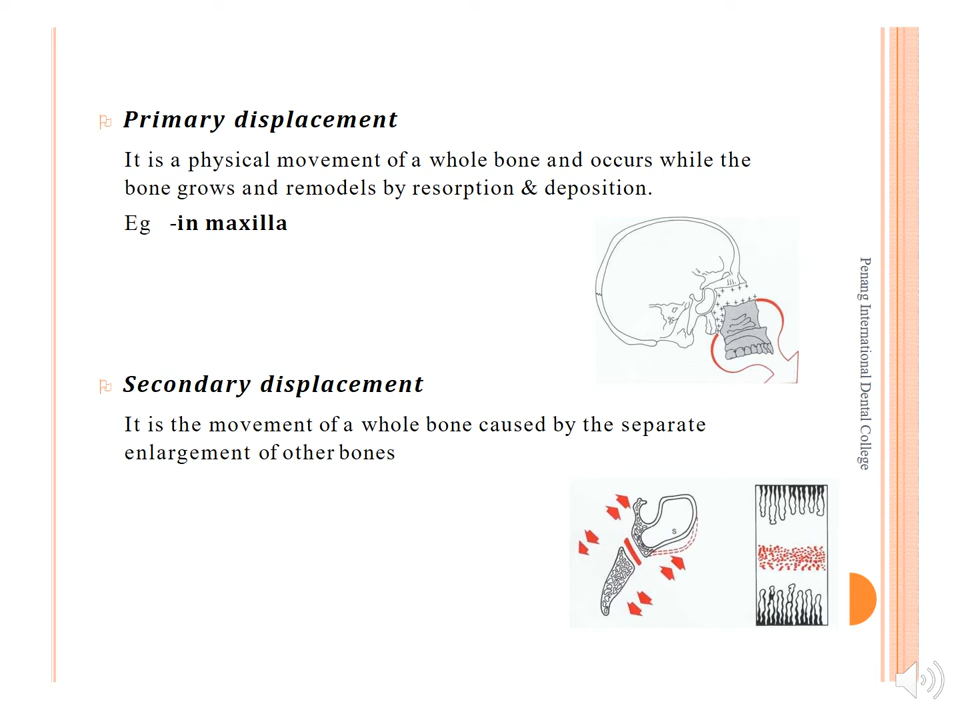 Primary displacement
It is a physical movement of a whole bone and occurs while the
bone grows and remodels by resorption & deposition.
Eg -in maxilla
Secondary displacement
It is the movement of a whole bone caused by the separate
enlargement of other bones
S
Penang International Dental College